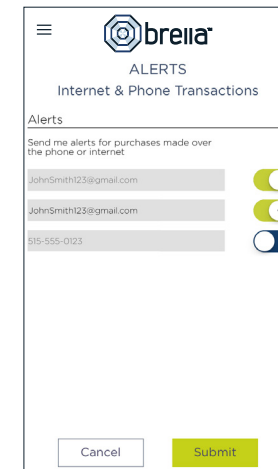 brella
ALERTS
Internet & Phone Transactions
Alerts
Send me alerts for purchases made over
the phone or internet
JohnSmith123@gmail.com
JohnSmith123@gmail.com
515-555-0123
Cancel
Submit